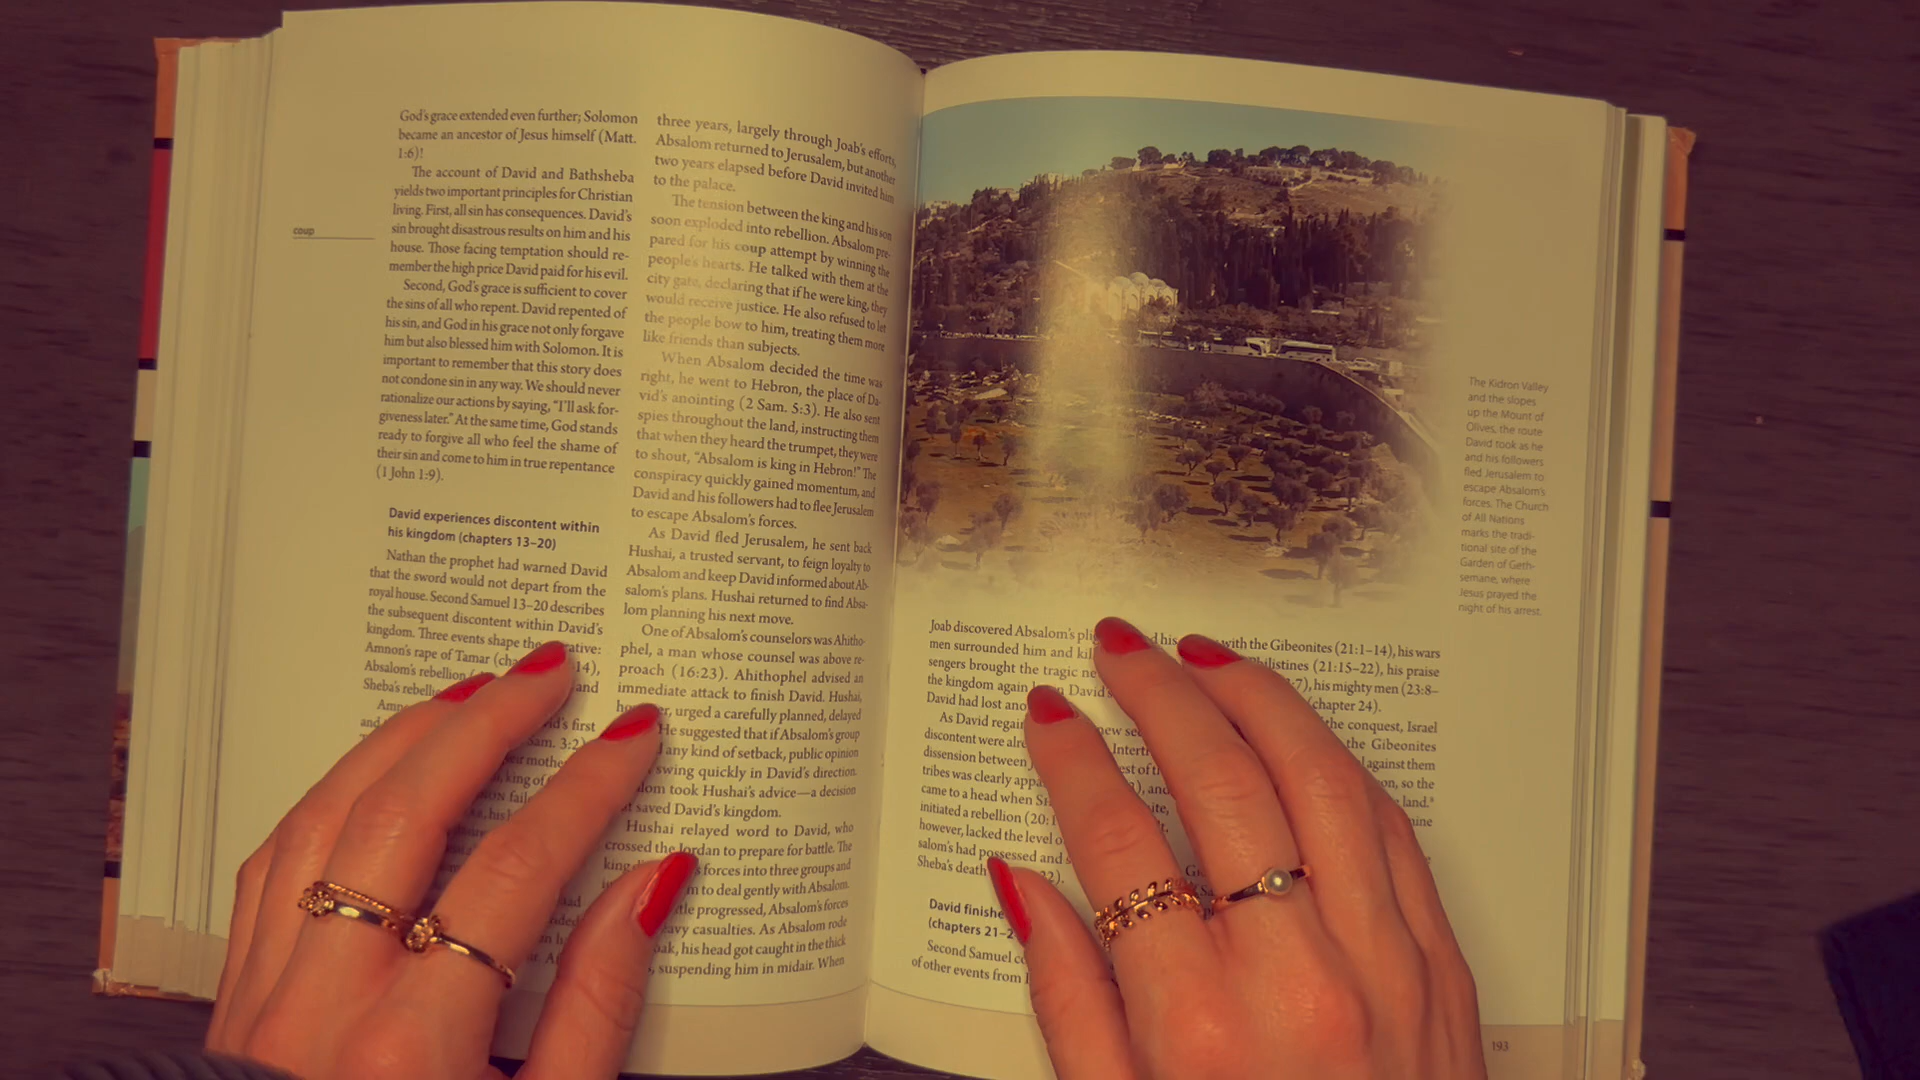 God's grace extended even further; Solomon
became an ancestor of Jesus himself (Matt.
1:6)!
The account of David and Bathsheba
yields two important principles for Christian
living. First, all sin has consequences. David's
sin brought disastrous results on him and his
house. Those facing temptation should re-
member the high price David paid for his evil.
Second, God's grace is sufficient to cover
the sins of all who repent. David repented of
his sin, and God in his grace not only forgave
him but also blessed him with Solomon. It is
important to remember that this story does
not condone sin in any way. We should never
rationalize our actions by saying, "I'll ask for-
giveness later." At the same time, God stands
ready to forgive all who feel the shame of
their sin and come to him in true repentance
(1 John 1:9).
David experiences discontent within
his kingdom (chapters 13–20)
Nathan the prophet had warned David
that the sword would not depart from the
royal house. Second Samuel 13–20 describes
the subsequent discontent within David's
kingdom. Three events shape the
Amnon's rape of Tamar 14),
Absalom's rebellion
Sheba's and
first
Sam. 3:2)
king of
coup
three years, largely through Joab's efforts,
Absalom returned to Jerusalem, but another
two years elapsed before David invited him
to the palace.
The tension between the king and his son
soon exploded into rebellion. Absalom pre-
pared for his coup attempt by winning the
people's hearts. He talked with them at the
city gate, declaring that if he were king, they
would receive justice. He also refused to let
the people bow to him, treating them more
like friends than subjects.
When Absalom decided the time was
right, he went to Hebron, the place of Da-
vid's anointing (2 Sam. 5:3). He also sent
spies throughout the land, instructing them
that when they heard the trumpet, they were
to shout, "Absalom is king in Hebron!" The
conspiracy quickly gained momentum, and
David and his followers had to flee Jerusalem
to escape Absalom's forces.
As David fled Jerusalem, he sent back
Hushai, a trusted servant, to feign loyalty to
Absalom and keep David informed about Ab-
salom's plans. Hushai returned to find Absa-
lom planning his next move.
One of Absalom's counselors was Ahitho-
phel, a man whose counsel was above re-
proach (16:23). Ahithophel advised an
immediate attack to finish David. Hushai,
urged a carefully planned, delayed
He suggested that if Absalom's group
any kind of setback, public opinion
swing quickly in David's direction.
took Hushai's advice—a decision
saved David's kingdom.
Hushai relayed word to David, who
crossed the Jordan to prepare for battle. The
king forces into three groups and
to deal gently with Absalom.
progressed, Absalom's forces
casualties. As Absalom rode
his head got caught in the thick
suspending him in midair. When
The Kidron Valley
and the slopes
up the Mount of
Olives, the route
David took as he
and his followers
fled Jerusalem to
escape Absalom's
forces. The Church
of All Nations
marks the tradi-
tional site of the
Garden of Geth-
semane, where
Jesus prayed the
night of his arrest.
Joab discovered Absalom's his
men surrounded him and
sengers brought the tragic
the kingdom again David's
David had lost
As David new
discontent were
dissension between of
tribes was clearly and
came to a head when
initiated a rebellion
however, lacked the level
salom's had possessed and
Sheba's death
David
(chapters
Second Samuel
of other events from
with the Gibeonites (21:1–14), his wars
(21:15–22), his praise
his mighty men (23:8–
(chapter 24).
the conquest, Israel
the Gibeonites
against them
so the
land.
193